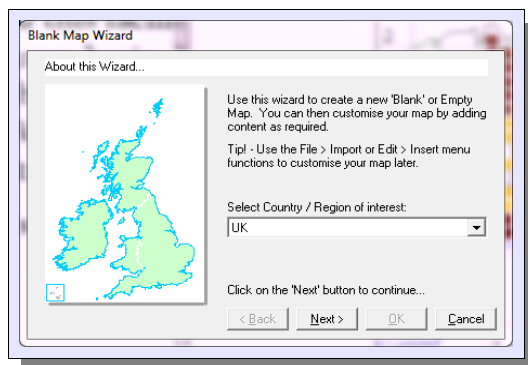 Blank Map Wizard
About this Wizard...
Use this wizard to create a new 'Blank' or Empty
Map. You can then customise your map by adding
content as required.
Tip! - Use the File > Import or Edit > Insert menu
functions to customise your map later.
Select Country / Region of interest:
UK
Click on the 'Next' button to continue...
< Back Next > OK Cancel